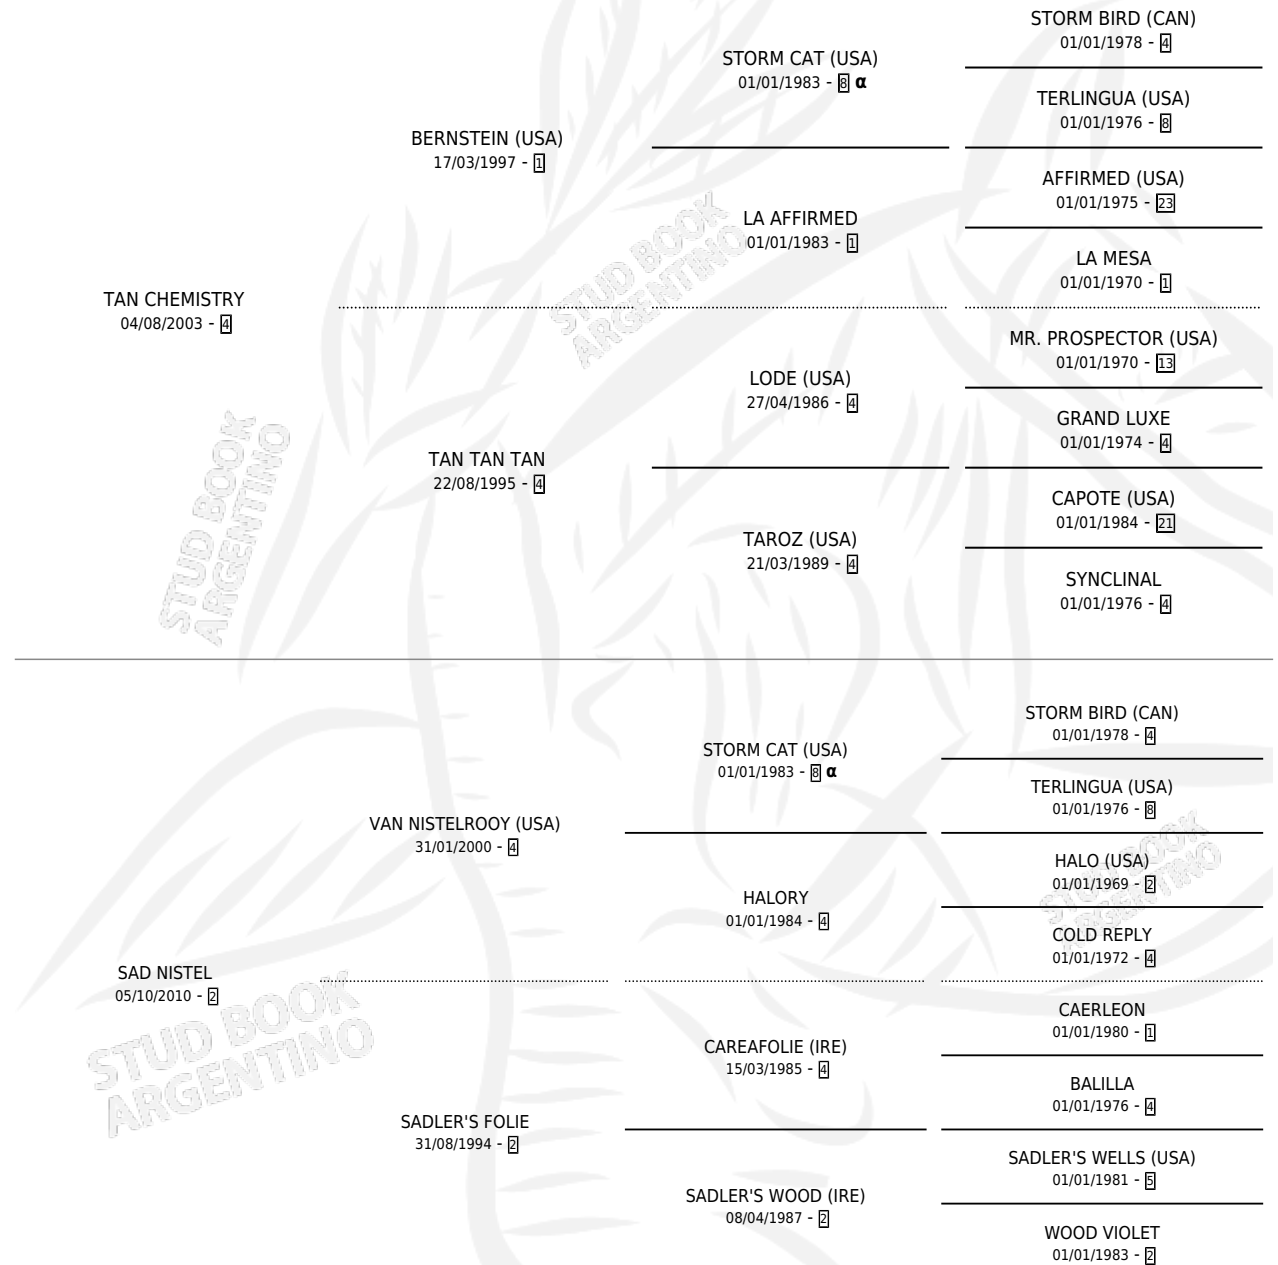 TAN CHEMISTRY
04/08/2003 - 4
BERNSTEIN (USA)
17/03/1997 - 1
TAN TAN TAN
22/08/1995 - 4
STORM CAT (USA)
01/01/1983 - 8 α
LA AFFIRMED
01/01/1983 - 1
LODE (USA)
27/04/1986 - 4
TAROZ (USA)
21/03/1989 - 4
STORM BIRD (CAN)
01/01/1978 - 4
TERLINGUA (USA)
01/01/1976 - 8
AFFIRMED (USA)
01/01/1975 - 23
LA MESA
01/01/1970 - 1
MR. PROSPECTOR (USA)
01/01/1970 - 13
GRAND LUXE
01/01/1974 - 4
CAPOTE (USA)
01/01/1984 - 21
SYNCLINAL
01/01/1976 - 4
STUD BOOK
ARGENTINO
STUD BOOK
ARGENTINO
SAD NISTEL
05/10/2010 - 2
VAN NISTELROOY (USA)
31/01/2000 - 4
SADLER'S FOLIE
31/08/1994 - 2
STORM CAT (USA)
01/01/1983 - 8 α
HALORY
01/01/1984 - 4
CAREAFOLIE (IRE)
15/03/1985 - 4
SADLER'S WOOD (IRE)
08/04/1987 - 2
STORM BIRD (CAN)
01/01/1978 - 4
TERLINGUA (USA)
01/01/1976 - 8
HALO (USA)
01/01/1969 - 2
COLD REPLY
01/01/1972 - 4
CAERLEON
01/01/1980 - 1
BALILLA
01/01/1976 - 4
SADLER'S WELLS (USA)
01/01/1981 - 5
WOOD VIOLET
01/01/1983 - 2
STUD BOOK
ARGENTINO
STUD BOOK
ARGENTINO